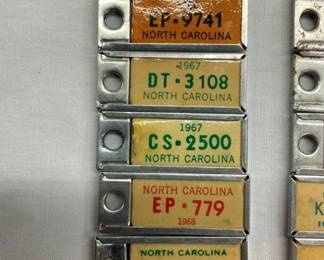 EP·9741
NORTH CAROLINA
1967
DT·3108
NORTH CAROLINA
1967
CS·2500
NORTH CAROLINA
NORTH CAROLINA
EP·779
1968
NORTH CAROLINA
K